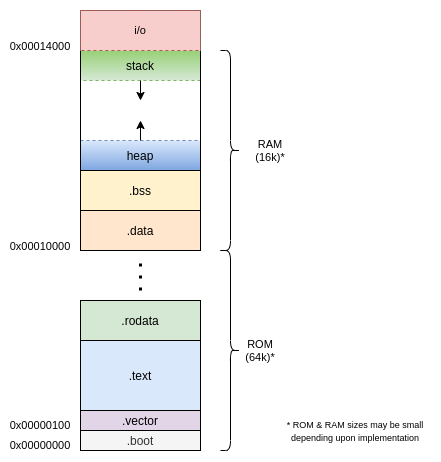 i/o
0x00014000
stack
RAM
(16k)*
heap
.bss
.data
0x00010000
.rodata
ROM
(64k)*
.text
0x00000100
.vector
0x00000000
.boot
* ROM & RAM sizes may be small
depending upon implementation